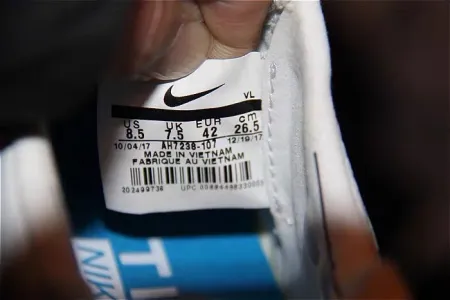 VL
US UK EUR cm
8.5 7.5 42 26.5
10/04/17 AH7238-107 12/19/17
MADE IN VIETNAM
FABRIQUE AU VIETNAM
UPC
NIKE